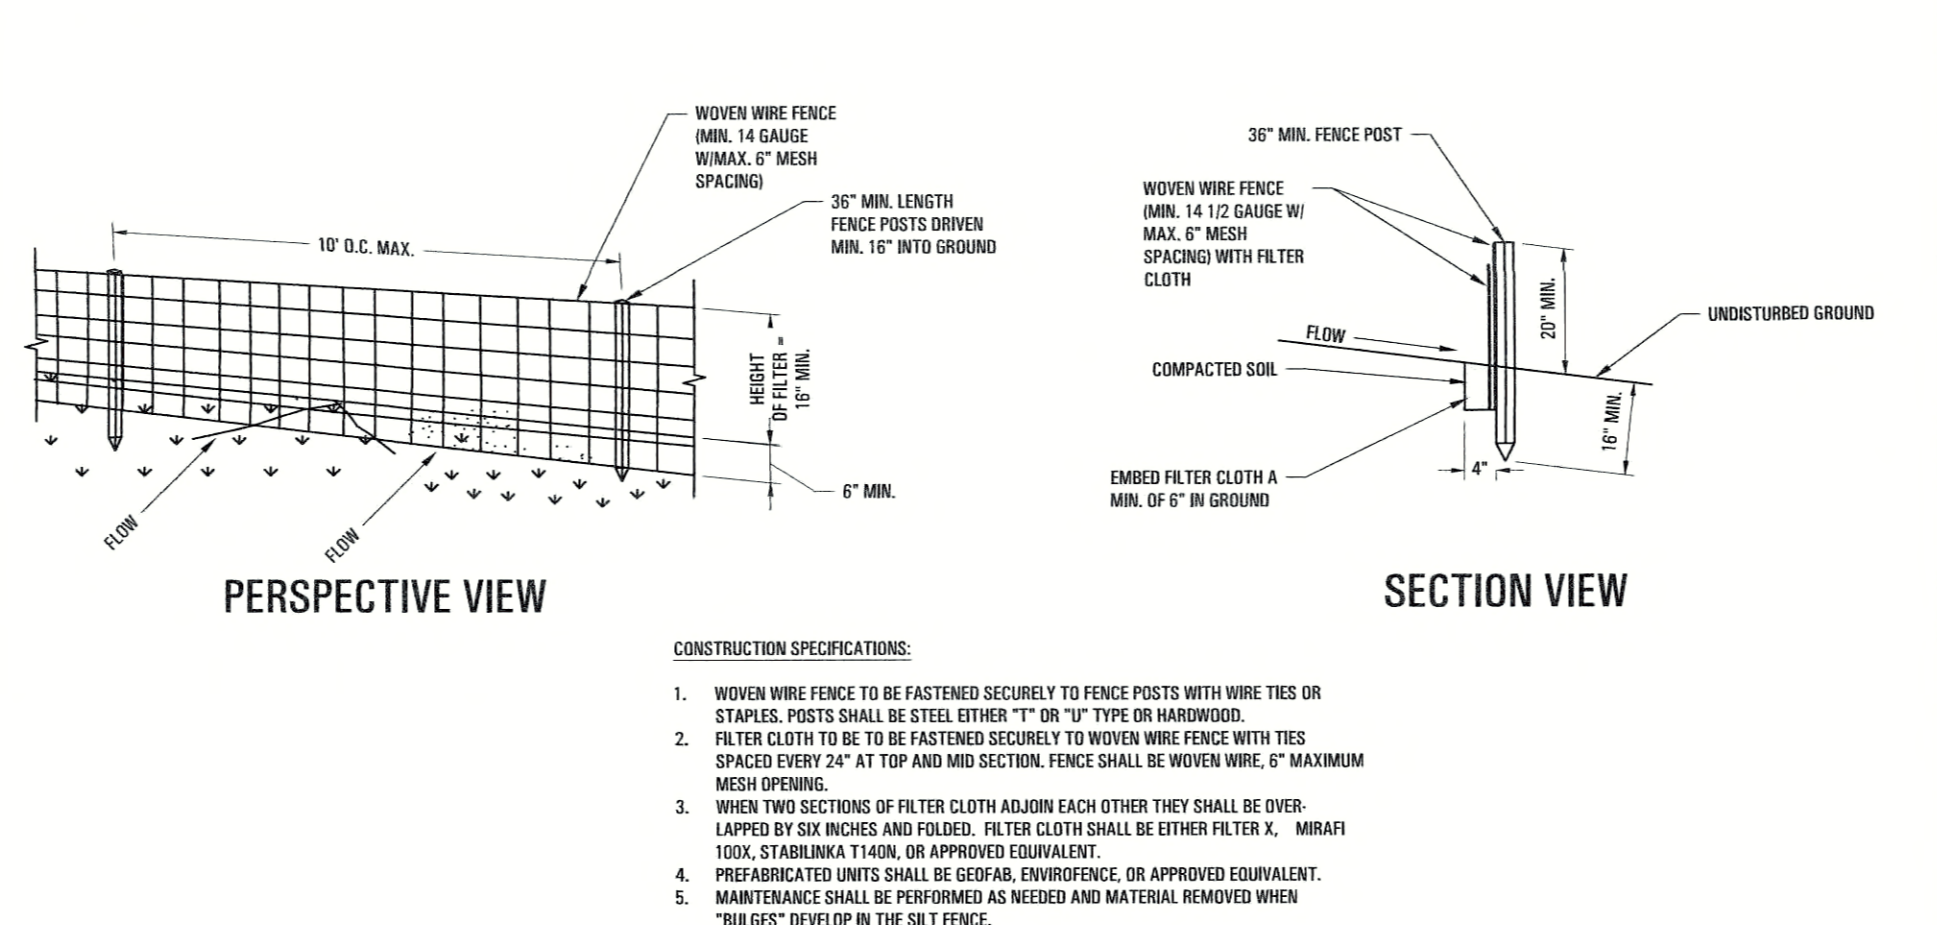 WOVEN WIRE FENCE
(MIN. 14 GAUGE
W/MAX. 6" MESH
SPACING)
36" MIN. LENGTH
FENCE POSTS DRIVEN
MIN. 16" INTO GROUND
10' O.C. MAX.
HEIGHT
OF FILTER =
16" MIN.
6" MIN.
FLOW
FLOW
PERSPECTIVE VIEW
36" MIN. FENCE POST
WOVEN WIRE FENCE
(MIN. 14 1/2 GAUGE W/
MAX. 6" MESH
SPACING) WITH FILTER
CLOTH
20" MIN.
UNDISTURBED GROUND
FLOW
COMPACTED SOIL
16" MIN.
4"
EMBED FILTER CLOTH A
MIN. OF 6" IN GROUND
SECTION VIEW
CONSTRUCTION SPECIFICATIONS:
1. WOVEN WIRE FENCE TO BE FASTENED SECURELY TO FENCE POSTS WITH WIRE TIES OR
STAPLES. POSTS SHALL BE STEEL EITHER "T" OR "U" TYPE OR HARDWOOD.
2. FILTER CLOTH TO BE TO BE FASTENED SECURELY TO WOVEN WIRE FENCE WITH TIES
SPACED EVERY 24" AT TOP AND MID SECTION. FENCE SHALL BE WOVEN WIRE, 6" MAXIMUM
MESH OPENING.
3. WHEN TWO SECTIONS OF FILTER CLOTH ADJOIN EACH OTHER THEY SHALL BE OVER-
LAPPED BY SIX INCHES AND FOLDED. FILTER CLOTH SHALL BE EITHER FILTER X, MIRAFI
100X, STABILINKA T140N, OR APPROVED EQUIVALENT.
4. PREFABRICATED UNITS SHALL BE GEOFAB, ENVIROFENCE, OR APPROVED EQUIVALENT.
5. MAINTENANCE SHALL BE PERFORMED AS NEEDED AND MATERIAL REMOVED WHEN
"BULGES" DEVELOP IN THE SILT FENCE.